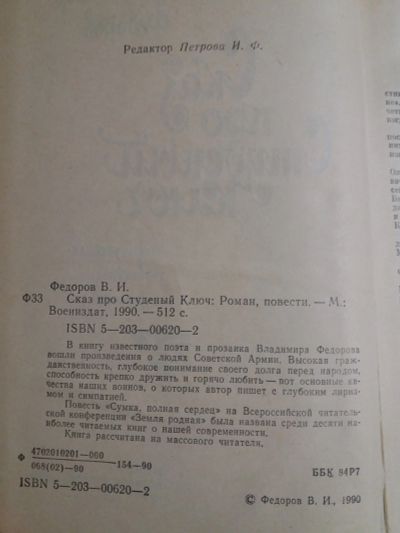 Редактор Петрова И. Ф.
Федоров В. И.
Ф33 Сказ про Студеный Ключ: Роман, повести. — М.:
Воениздат, 1990. — 512 с.
ISBN 5—203—00620—2
В книгу известного поэта и прозаика Владимира Федорова
вошли произведения о людях Советской Армии. Высокая граж-
данственность, глубокое понимание своего долга перед народом,
способность крепко дружить и горячо любить — вот основные ка-
чества наших воинов, о которых автор пишет с глубоким лириз-
мом и симпатией.
Повесть «Сумка, полная сердец» на Всероссийской читатель-
ской конференции «Земля родная» была названа среди десяти наи-
более читаемых книг о нашей современности.
Книга рассчитана на массового читателя.
Ф 4702010201—060
068(02)—90 154—90
ББК 84Р7
ISBN 5—203—00620—2
© Федоров В. И., 1990